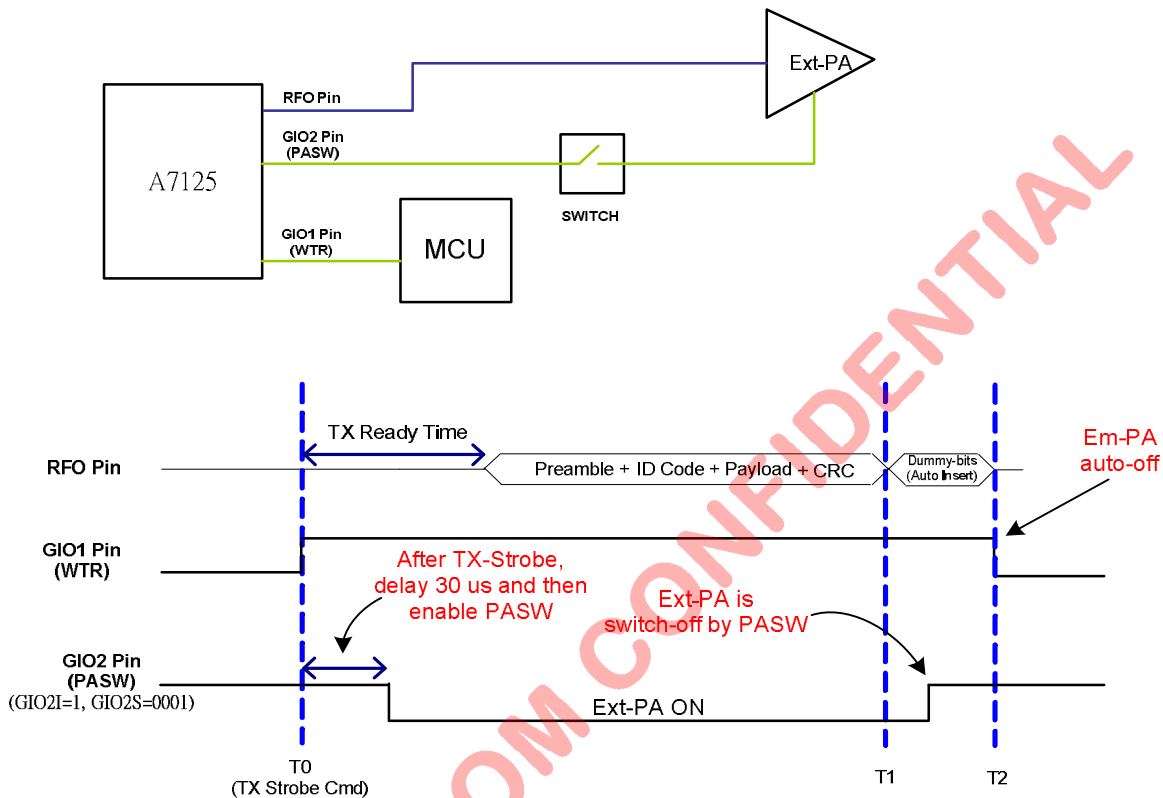 Ext-PA
RFO Pin
GIO2 Pin
(PASW)
A7125
SWITCH
GIO1 Pin
(WTR)
MCU
TX Ready Time
RFO Pin
Preamble + ID Code + Payload + CRC
Dummy-bits
(Auto Insert)
Em-PA
auto-off
GIO1 Pin
(WTR)
After TX-Strobe,
delay 30 us and then
enable PASW
Ext-PA is
switch-off by PASW
GIO2 Pin
(PASW)
(GIO2I=1, GIO2S=0001)
Ext-PA ON
T0
(TX Strobe Cmd)
T1
T2
OM CONFIDENTIAL